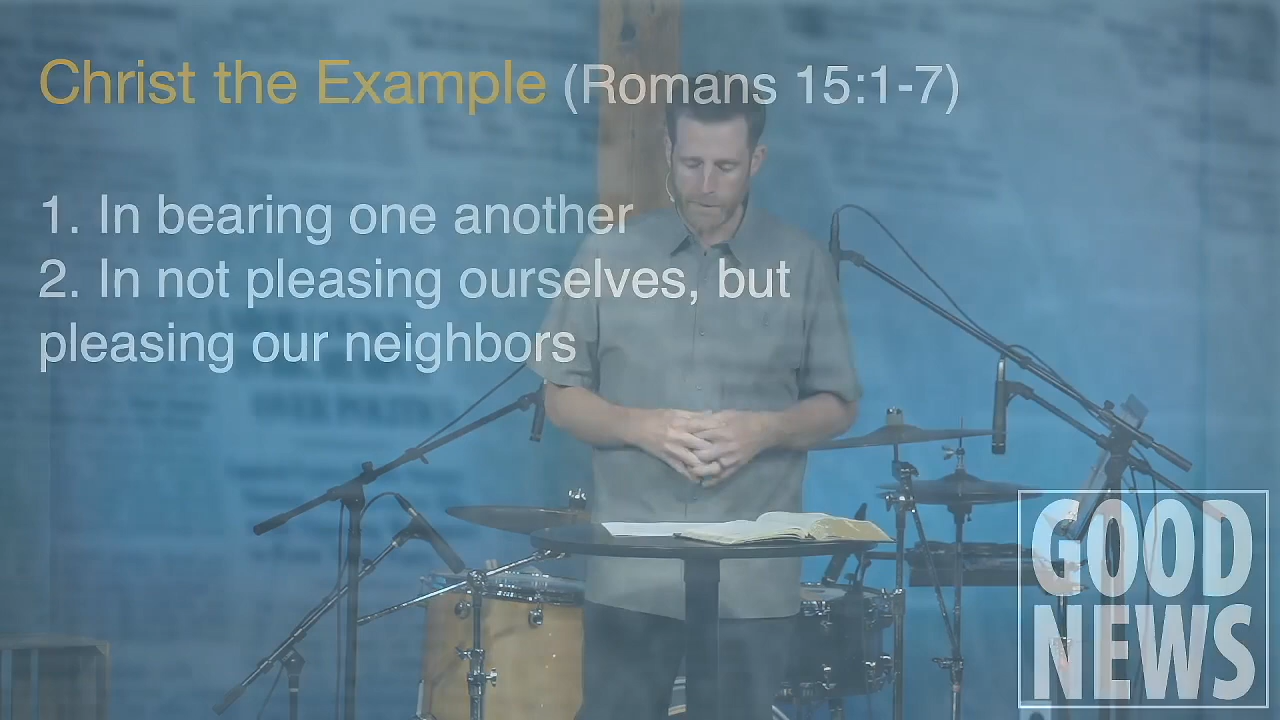 Christ the Example (Romans 15:1-7)
1. In bearing one another
2. In not pleasing ourselves, but
pleasing our neighbors
GOOD
NEWS